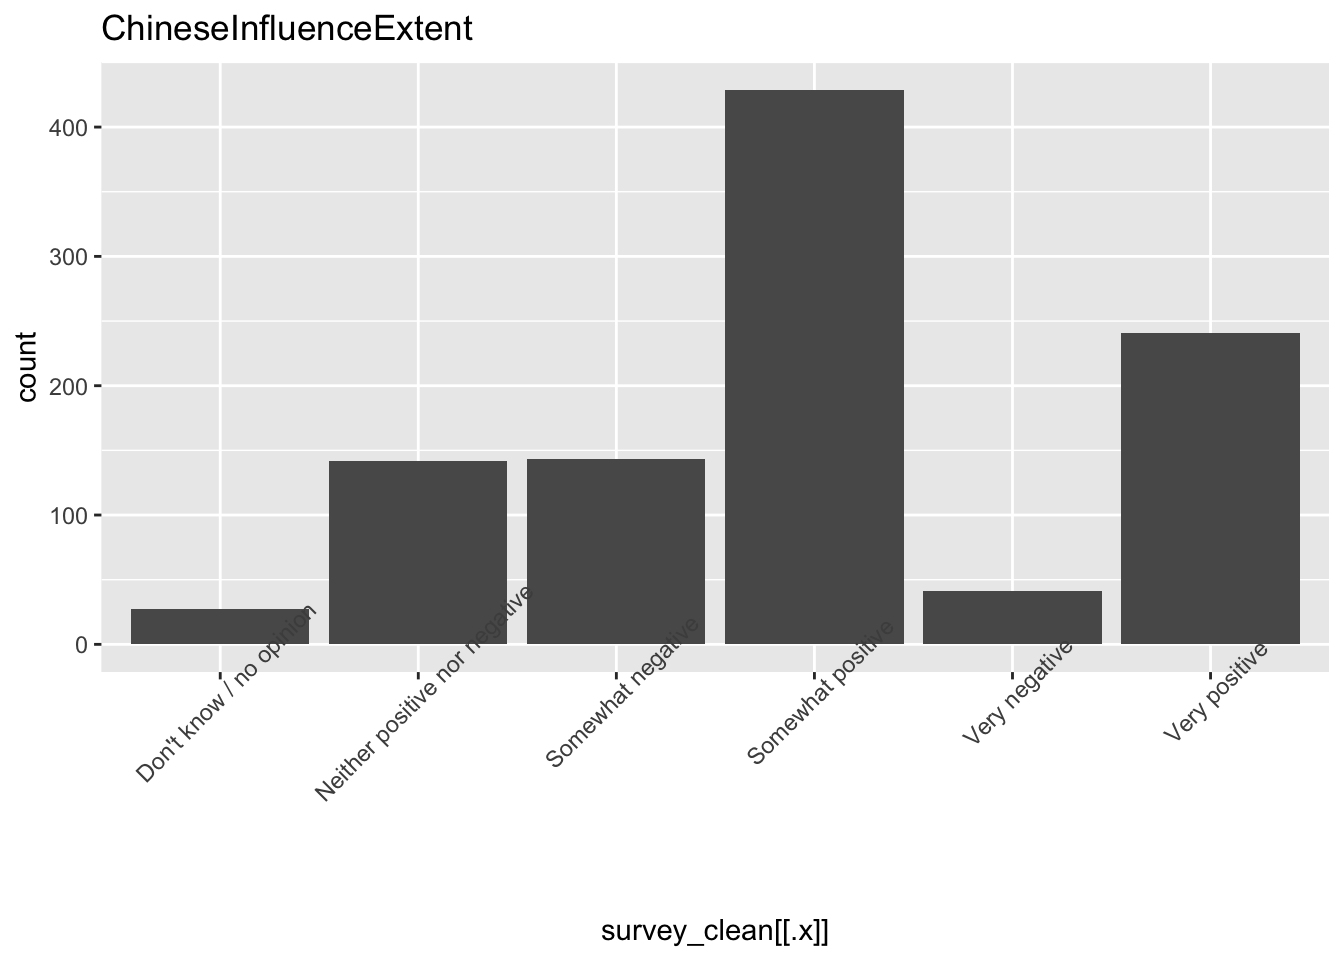 ChineseInfluenceExtent
count
400
300
200
100
0
Don't know / no opinion
Neither positive nor negative
Somewhat negative
Somewhat positive
Very negative
Very positive
survey_clean[[.x]]